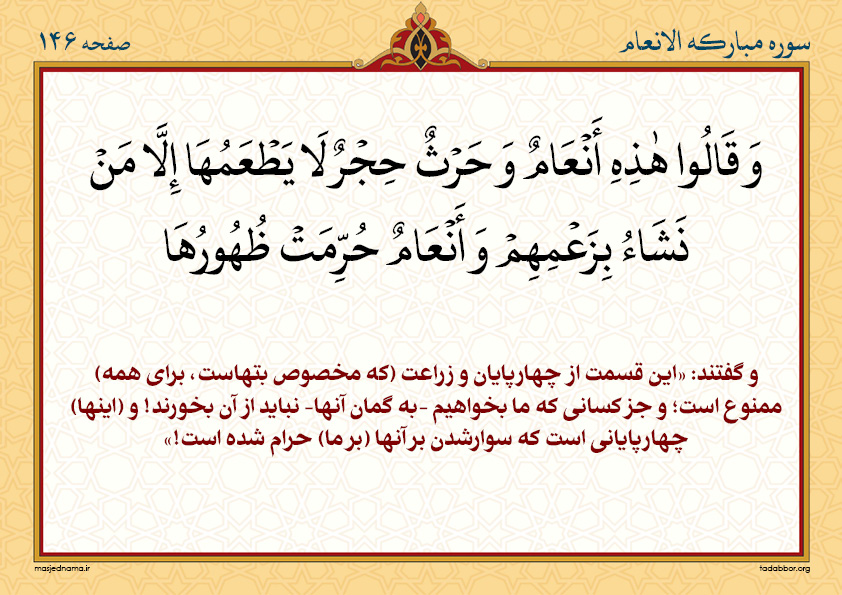 سوره مبارکه الانعام
صفحه ۱۴۶
وَ قَالُوا هٰذِهِ أَنْعَامٌ وَ حَرْثٌ حِجْرٌ لَا يَطْعَمُهَا إِلَّا مَنْ
نَشَاءُ بِزَعْمِهِمْ وَ أَنْعَامٌ حُرِّمَتْ ظُهُورُهَا
و گفتند: «این قسمت از چهارپایان و زراعت (که مخصوص بتهاست، برای همه)
ممنوع است؛ و جز کسانی که ما بخواهیم -به گمان آنها- نباید از آن بخورند! و (اینها)
چهارپایانی است که سوارشدن بر آنها (بر ما) حرام شده است!»
masjednama.ir
tadabbor.org